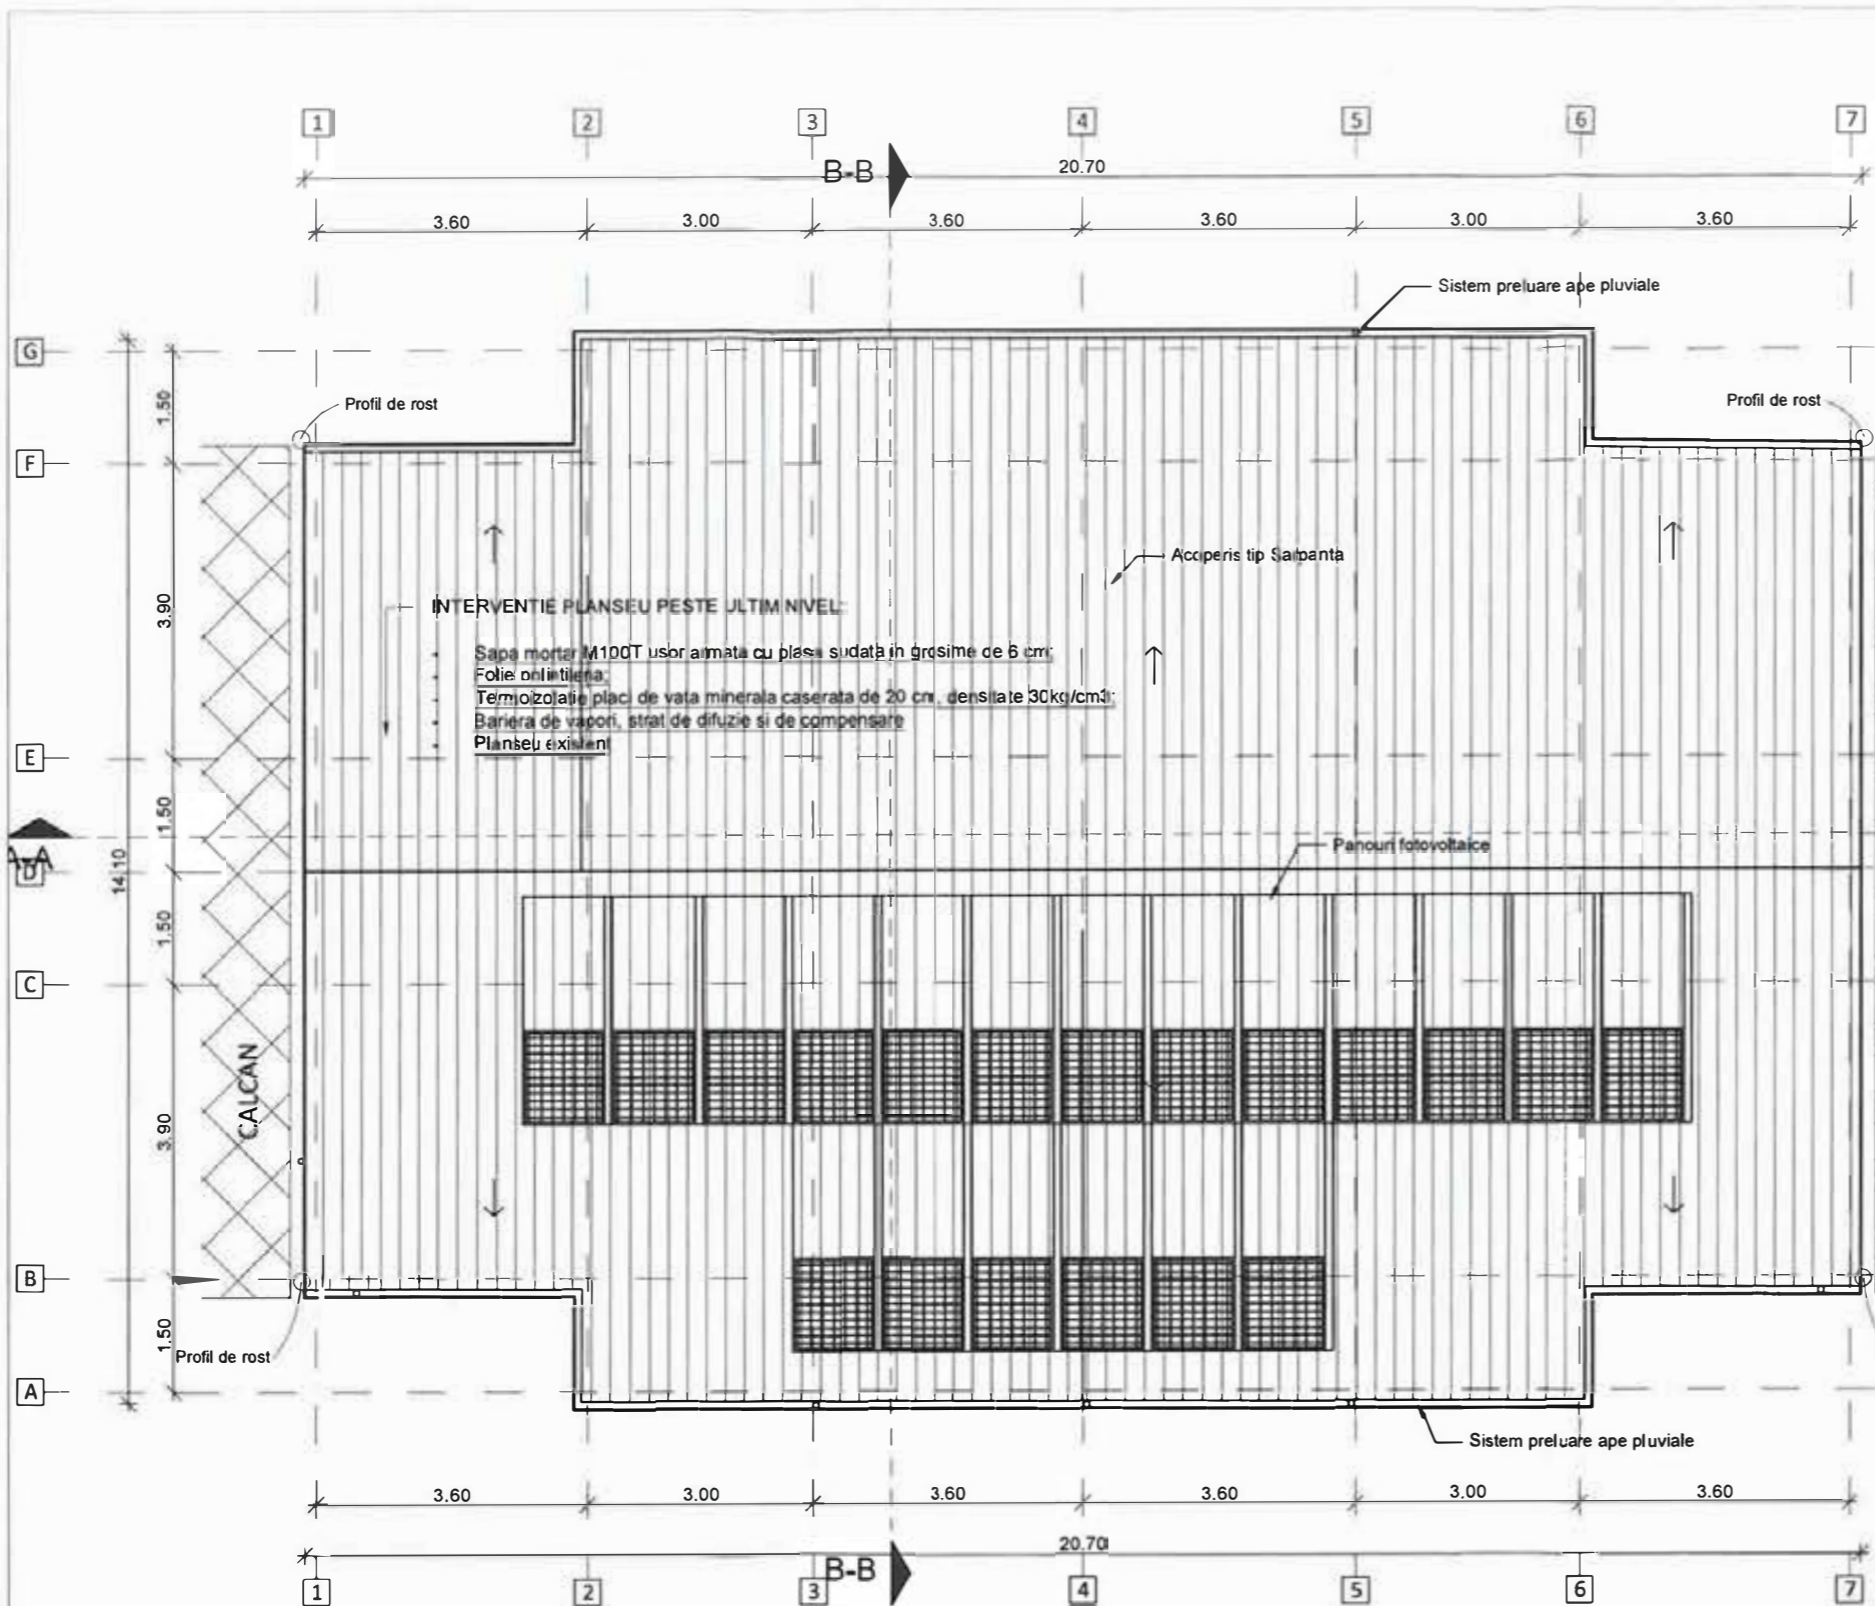 1 2 3 4 5 6 7
B-B 20.70
3.60 3.00 3.60 3.60 3.00 3.60
Sistem preluare ape pluviale
G
1.50
Profil de rost
Profil de rost
F
Acoperis tip Sarpanta
3.90
INTERVENTIE PLANSEU PESTE ULTIM NIVEL:
Sapa mortar M100T usor armata cu plasa sudata in grosime de 6 cm;
Folie polietilena;
Termoizolatie placi de vata minerala caserata de 20 cm, densitate 30kg/cm3;
Bariera de vapori, strat de difuzie si de compensare
Planseu existent
E
1.50
Panouri fotovoltaice
A-A
D
14.10
1.50
C
CALCAN
3.90
B
1.50
Profil de rost
A
Sistem preluare ape pluviale
3.60 3.00 3.60 3.60 3.00 3.60
20.70
B-B
1 2 3 4 5 6 7